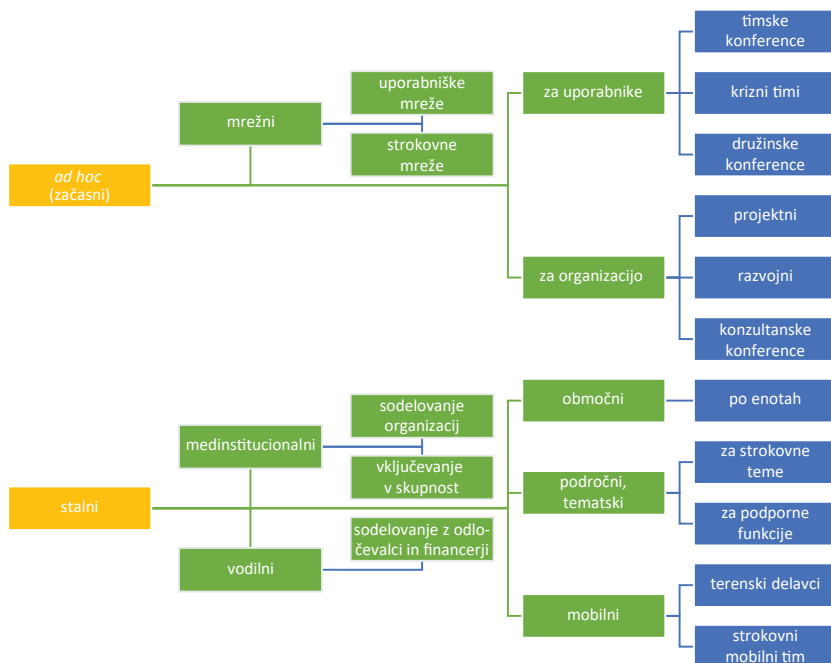 ad hoc
(začasni)
mrežni
uporabniške
mreže
strokovne
mreže
za uporabnike
timske
konference
krizni timi
družinske
konference
za organizacijo
projektni
razvojni
konzultanske
konference
stalni
medinstitucionalni
sodelovanje
organizacij
vključevanje
v skupnost
vodilni
sodelovanje z odlo-
čevalci in financerji
območni
po enotah
področni,
tematski
za strokovne
teme
za podporne
funkcije
mobilni
terenski delavci
strokovni
mobilni tim